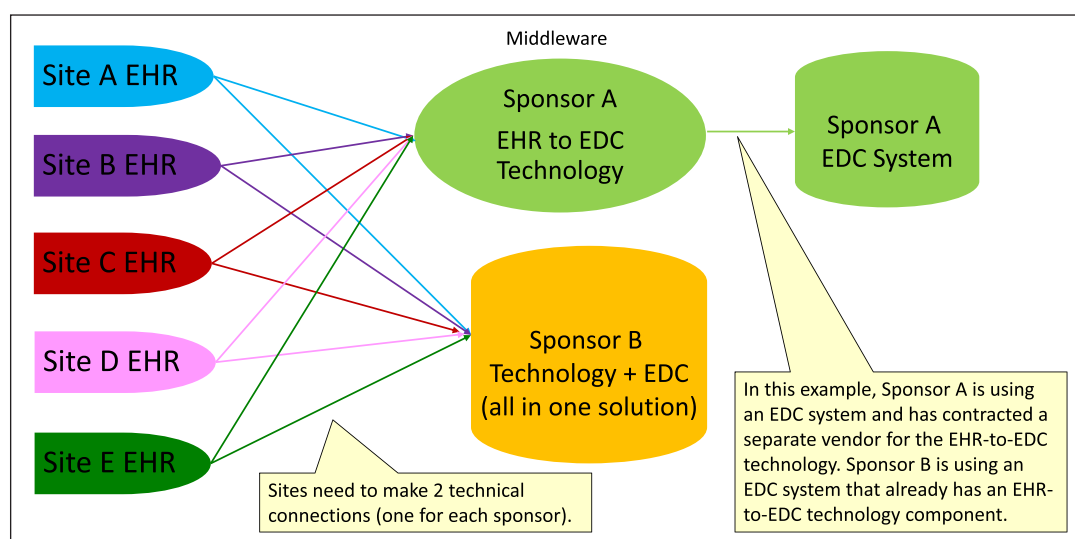 Middleware
Site A EHR
Site B EHR
Site C EHR
Site D EHR
Site E EHR
Sponsor A
EHR to EDC
Technology
Sponsor A
EDC System
Sponsor B
Technology + EDC
(all in one solution)
Sites need to make 2 technical
connections (one for each sponsor).
In this example, Sponsor A is using
an EDC system and has contracted a
separate vendor for the EHR-to-EDC
technology. Sponsor B is using an
EDC system that already has an EHR-
to-EDC technology component.